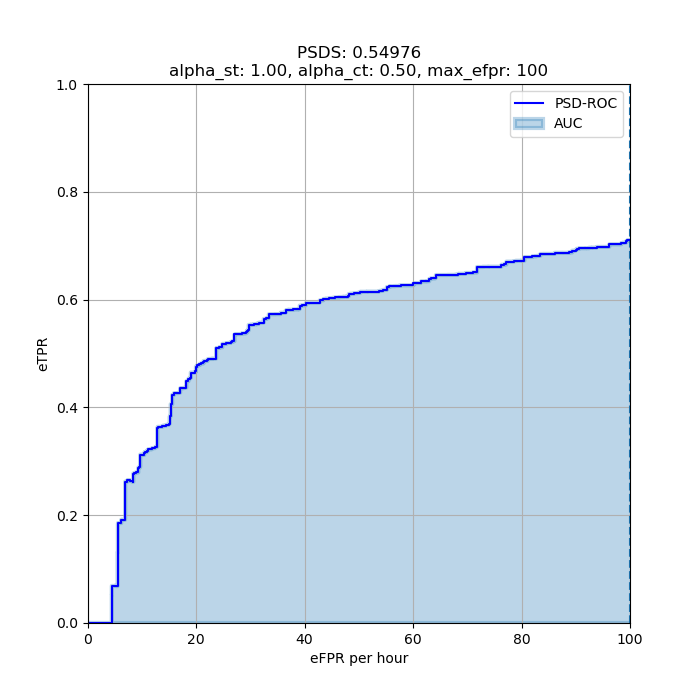 PSDS: 0.54976
alpha_st: 1.00, alpha_ct: 0.50, max_efpr: 100
1.0
PSD-ROC
AUC
0.8
0.6
eTPR
0.4
0.2
0.0
0 20 40 60 80 100
eFPR per hour